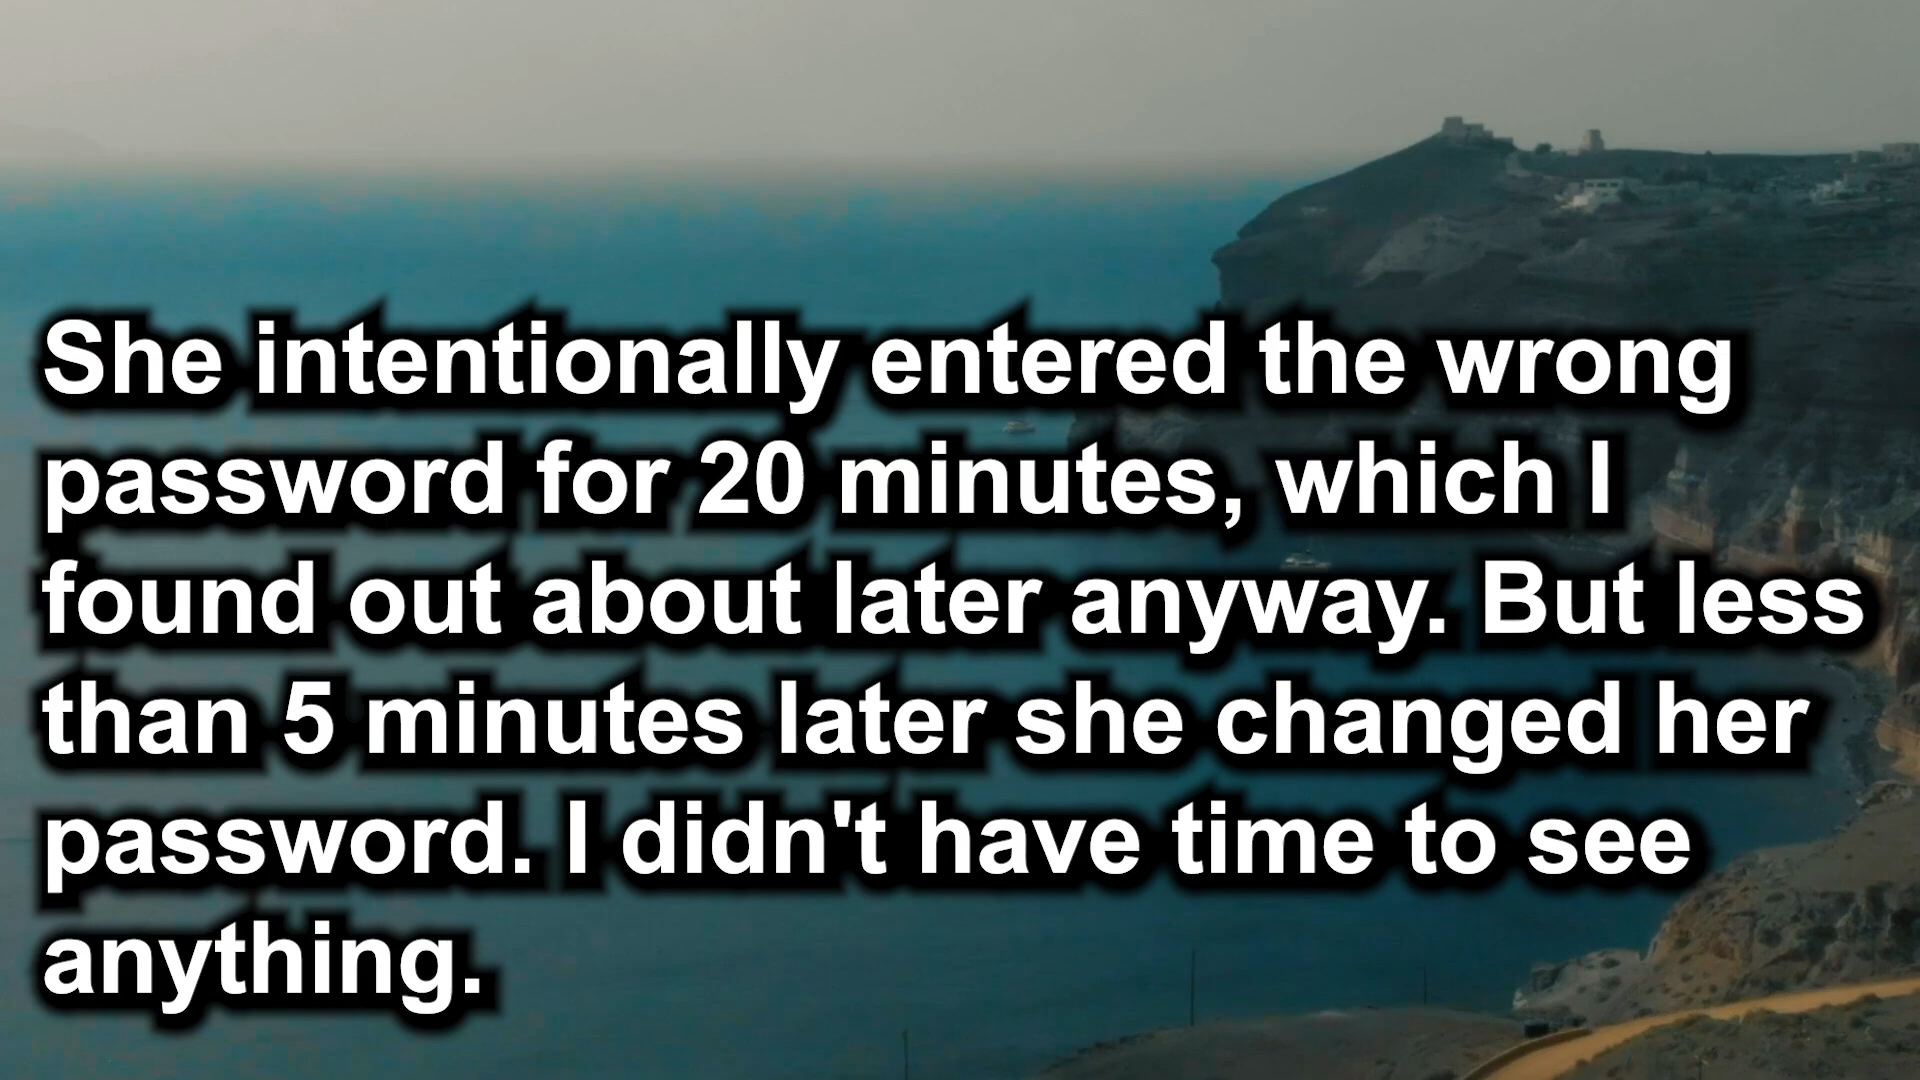 She intentionally entered the wrong
password for 20 minutes, which I
found out about later anyway. But less
than 5 minutes later she changed her
password. I didn't have time to see
anything.